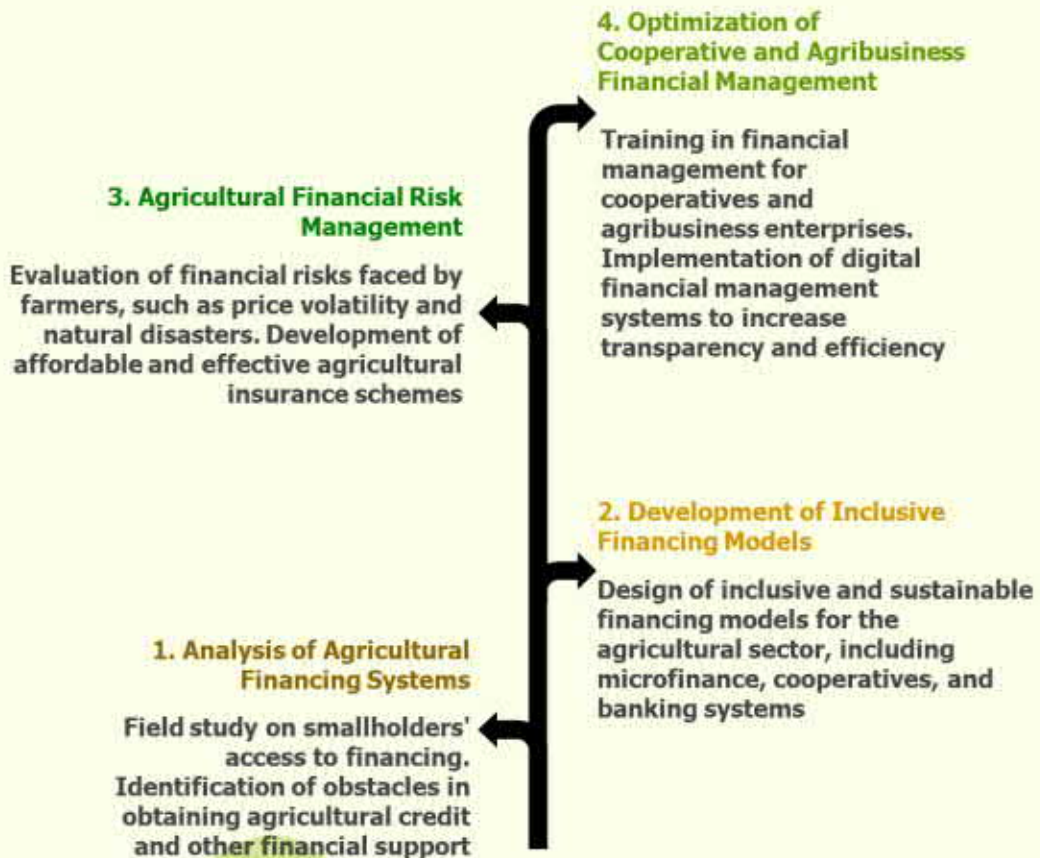 4. Optimization of
Cooperative and Agribusiness
Financial Management
Training in financial
management for
cooperatives and
agribusiness enterprises.
Implementation of digital
financial management
systems to increase
transparency and efficiency
3. Agricultural Financial Risk
Management
Evaluation of financial risks faced by
farmers, such as price volatility and
natural disasters. Development of
affordable and effective agricultural
insurance schemes
2. Development of Inclusive
Financing Models
Design of inclusive and sustainable
financing models for the
agricultural sector, including
microfinance, cooperatives, and
banking systems
1. Analysis of Agricultural
Financing Systems
Field study on smallholders'
access to financing.
Identification of obstacles in
obtaining agricultural credit
and other financial support